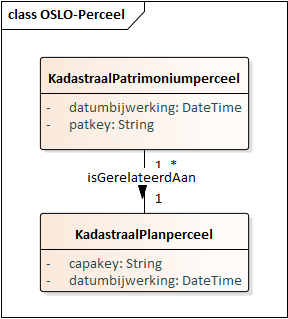 class OSLO-Perceel
KadastraalPatrimoniumperceel
- datumbijwerking: DateTime
- patkey: String
1..*
isGerelateerdAan
1
KadastraalPlanperceel
- capakey: String
- datumbijwerking: DateTime